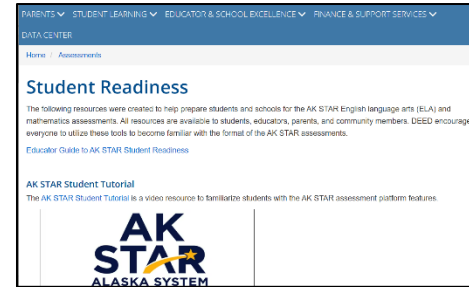 PARENTS STUDENT LEARNING EDUCATOR & SCHOOL EXCELLENCE FINANCE & SUPPORT SERVICES
DATA CENTER
Home / Assessments
Student Readiness
The following resources were created to help prepare students and schools for the AK STAR English language arts (ELA) and
mathematics assessments. All resources are available to students, educators, parents, and community members. DEED encourage
everyone to utilize these tools to become familiar with the format of the AK STAR assessments.
Educator Guide to AK STAR Student Readiness
AK STAR Student Tutorial
The AK STAR Student Tutorial is a video resource to familiarize students with the AK STAR assessment platform features.
AK
STAR
ALASKA SYSTEM